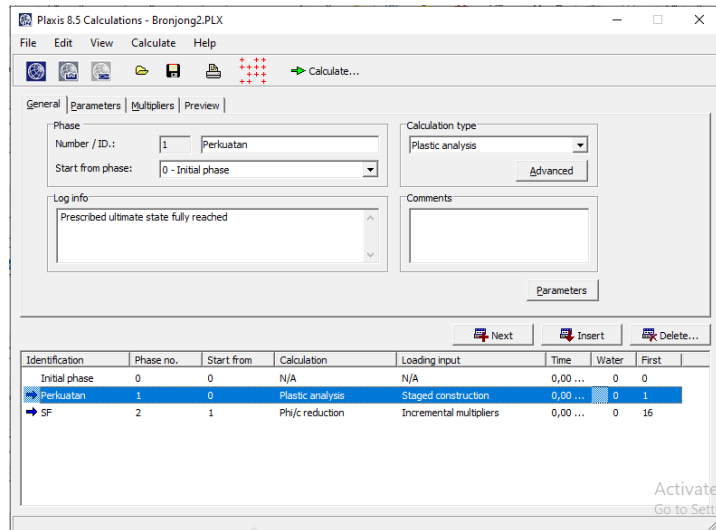 Plaxis 8.5 Calculations - Bronjong2.PLX
File Edit View Calculate Help
Calculate...
General Parameters Multipliers Preview
Phase
Number / ID.: 1 Perkuatan
Start from phase: 0 - Initial phase
Calculation type
Plastic analysis
Advanced
Log info
Prescribed ultimate state fully reached
Comments
Parameters
Next Insert Delete...
Identification Phase no. Start from Calculation Loading input Time Water First
Initial phase 0 0 N/A N/A 0,00 ... 0 0
Perkuatan 1 0 Plastic analysis Staged construction 0,00 ... 0 1
SF 2 1 Phi/c reduction Incremental multipliers 0,00 ... 0 16
Activate
Go to Sett